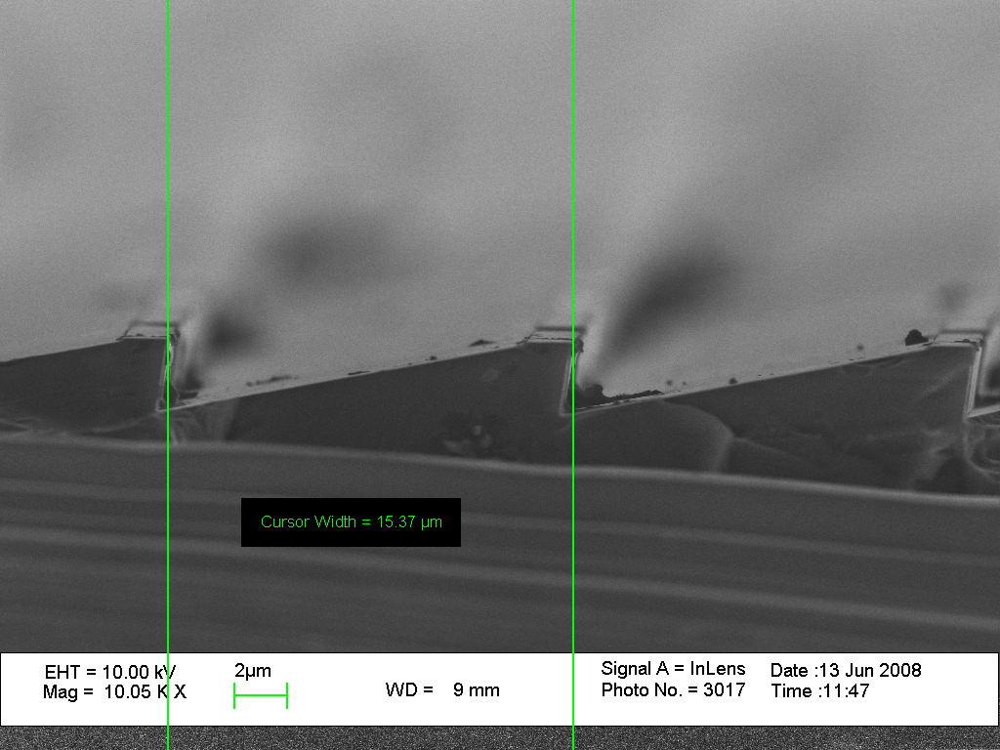 Cursor Width = 15.37 µm
EHT = 10.00 kV
Mag = 10.05 K X
2µm
WD = 9 mm
Signal A = InLens
Photo No. = 3017
Date :13 Jun 2008
Time :11:47